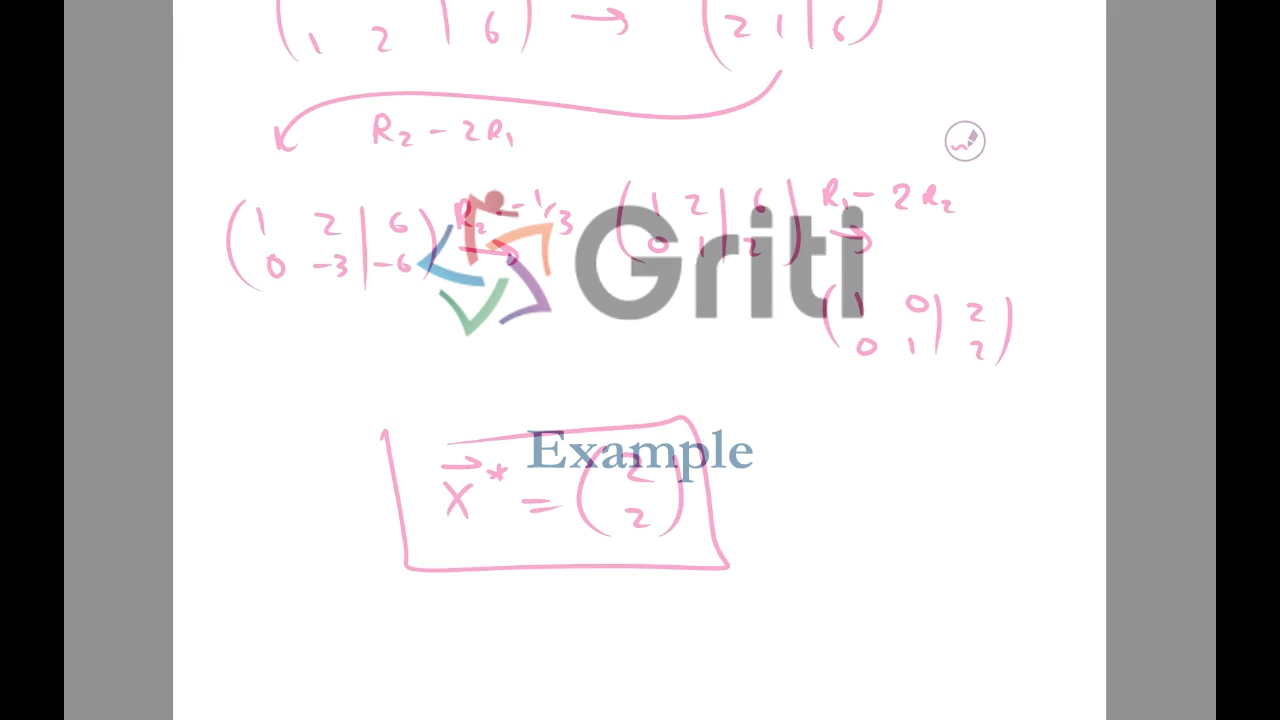 ( 1 2 | 6 ) → ( 2 1 | 6 )
R₂ - 2R₁
( 1 2 | 6 ) R₂ · -1/3 ( 1 2 | 6 ) R₁ - 2R₂
( 0 -3 | -6 ) → ( 0 1 | 2 ) →
Griti
( 1 0 | 2 )
( 0 1 | 2 )
Example
x⃗* = ( 2
2 )